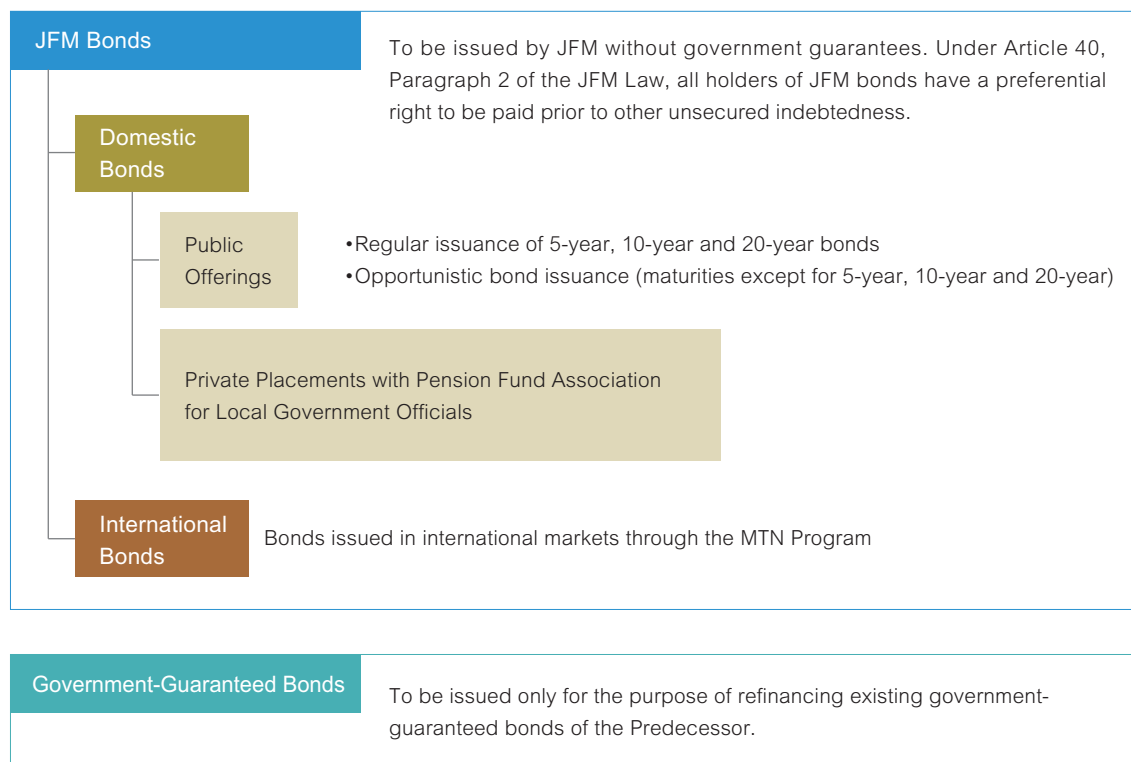 JFM Bonds
To be issued by JFM without government guarantees. Under Article 40,
Paragraph 2 of the JFM Law, all holders of JFM bonds have a preferential
right to be paid prior to other unsecured indebtedness.
Domestic
Bonds
Public
Offerings
•Regular issuance of 5-year, 10-year and 20-year bonds
•Opportunistic bond issuance (maturities except for 5-year, 10-year and 20-year)
Private Placements with Pension Fund Association
for Local Government Officials
International
Bonds
Bonds issued in international markets through the MTN Program
Government-Guaranteed Bonds
To be issued only for the purpose of refinancing existing government-
guaranteed bonds of the Predecessor.